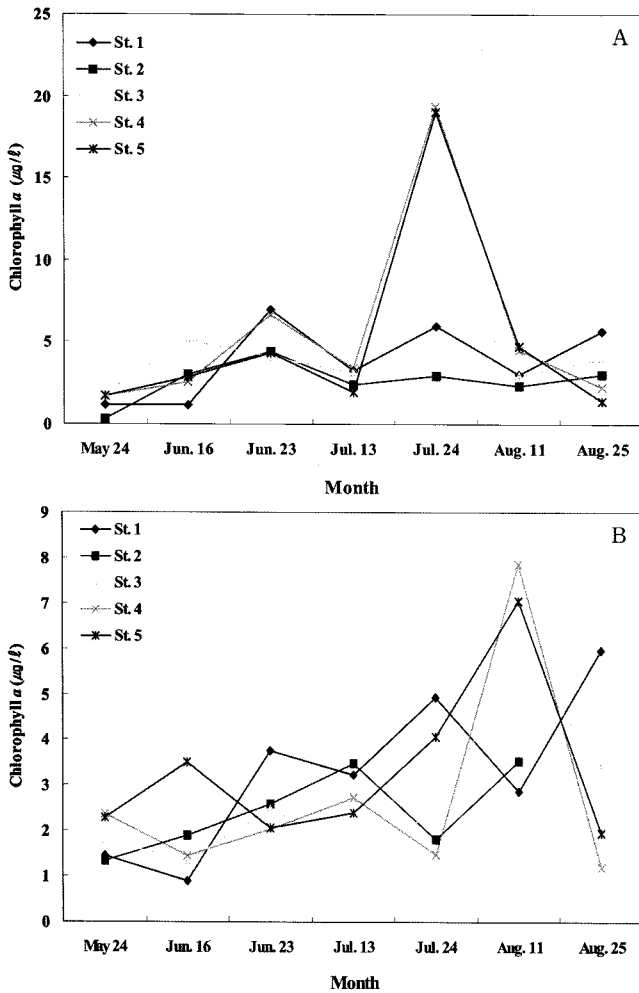 A
25
20
15
10
5
0
Chlorophyll a (㎍/ℓ)
St. 1
St. 2
St. 3
St. 4
St. 5
May 24 Jun. 16 Jun. 23 Jul. 13 Jul. 24 Aug. 11 Aug. 25
Month
B
9
8
7
6
5
4
3
2
1
0
Chlorophyll a (㎍/ℓ)
St. 1
St. 2
St. 3
St. 4
St. 5
May 24 Jun. 16 Jun. 23 Jul. 13 Jul. 24 Aug. 11 Aug. 25
Month